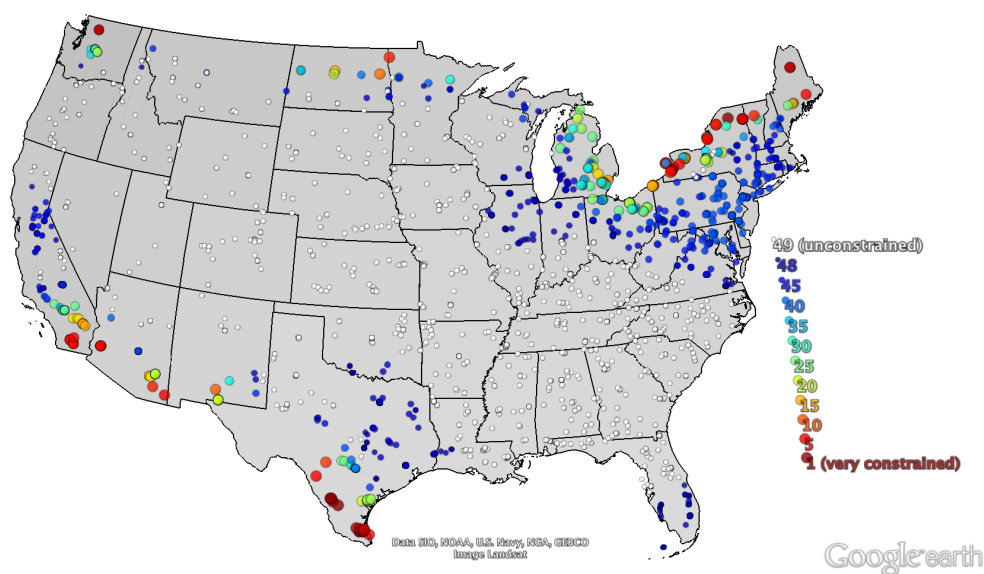 49 (unconstrained)
48
45
40
35
30
25
20
15
10
5
1 (very constrained)
Data SIO, NOAA, U.S. Navy, NGA, GEBCO
Image Landsat
Google earth